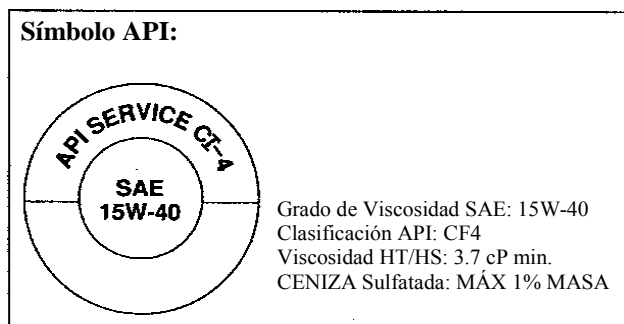 Símbolo API:
API SERVICE CI-4
SAE
15W-40
Grado de Viscosidad SAE: 15W-40
Clasificación API: CF4
Viscosidad HT/HS: 3.7 cP min.
CENIZA Sulfatada: MÁX 1% MASA